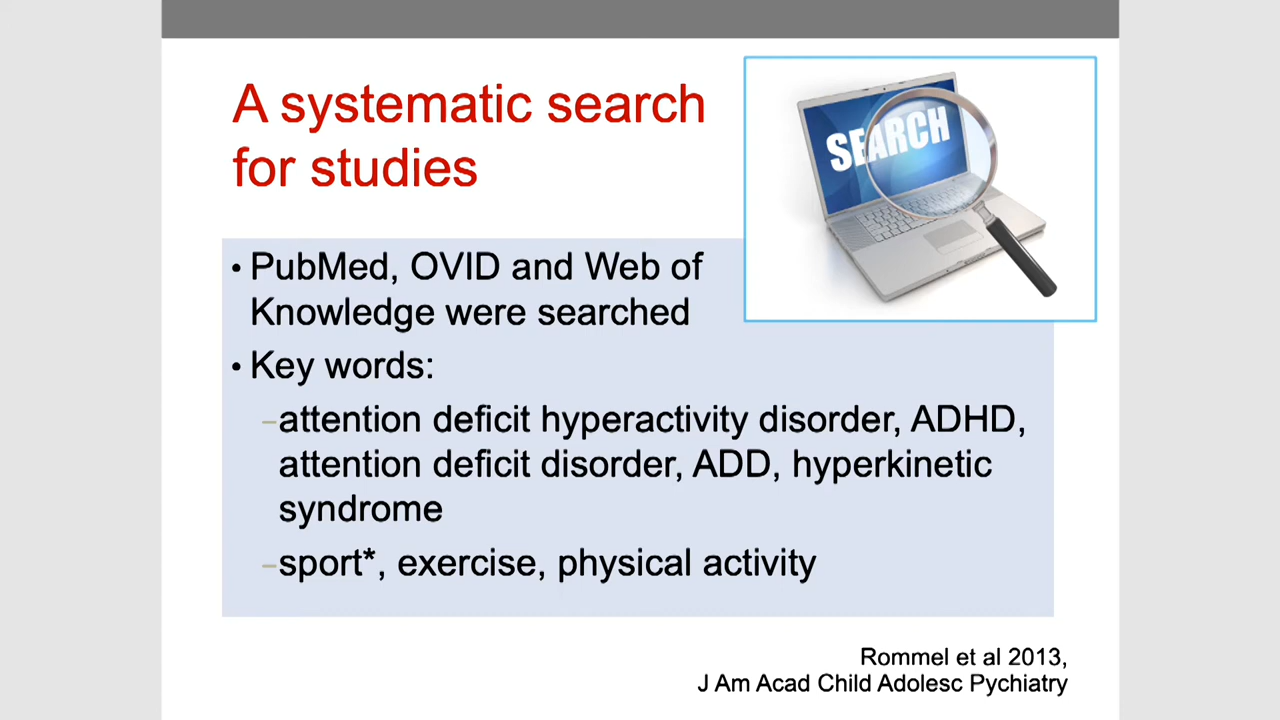 A systematic search
for studies
SEARCH
• PubMed, OVID and Web of
Knowledge were searched
• Key words:
–attention deficit hyperactivity disorder, ADHD,
attention deficit disorder, ADD, hyperkinetic
syndrome
–sport*, exercise, physical activity
Rommel et al 2013,
J Am Acad Child Adolesc Pychiatry